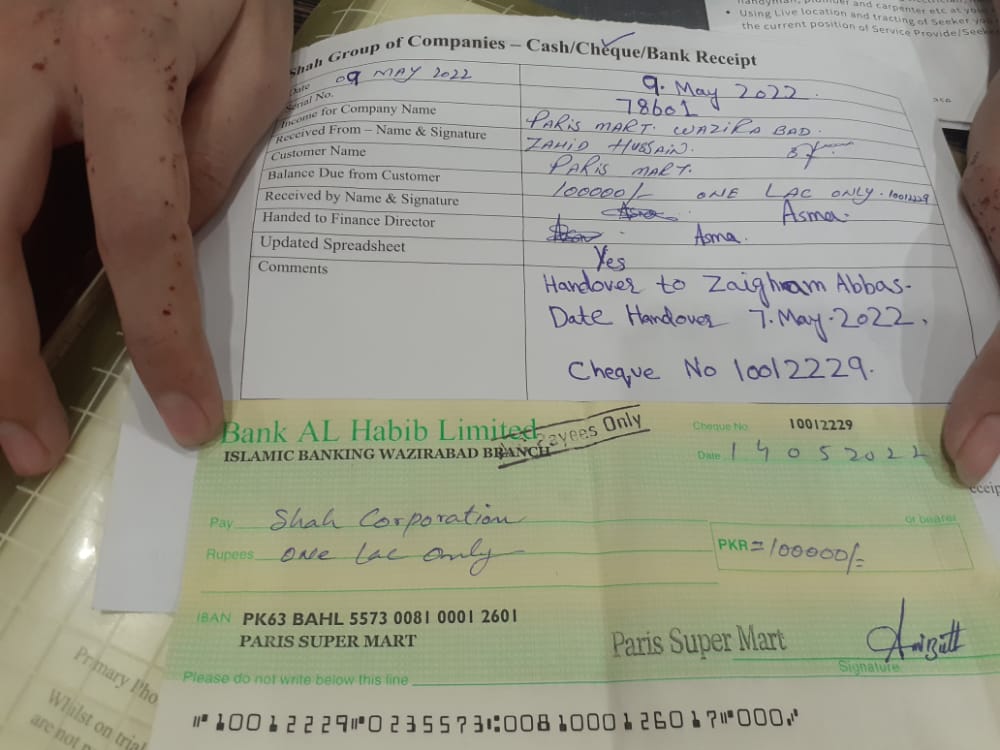 handyman, plumber and carpenter etc at your
• Using Live location and tracting of Seeker
the current position of Service Provide/Seeker
Shah Group of Companies – Cash/Cheque/Bank Receipt
Date 09 MAY 2022 9. May 2022.
Serial No. 78601
Income for Company Name PARIS MART. WAZIRA BAD.
Received From – Name & Signature ZAHID HUSSAIN.
Customer Name PARIS MART.
Balance Due from Customer 100000/- ONE LAC ONLY. 10012229
Received by Name & Signature Asma.
Handed to Finance Director Asma.
Updated Spreadsheet Yes
Comments Handover to Zaighram Abbas-
Date Handover 7. May-2022.
Cheque No 10012229.
Bank AL Habib Limited
Payees Only
ISLAMIC BANKING WAZIRABAD BRANCH
Cheque No 10012229
Date 14052022
Pay Shah Corporation
or bearer
Rupees One Lac Only
PKR =100000/=
IBAN PK63 BAHL 5573 0081 0001 2601
PARIS SUPER MART
Paris Super Mart
Signature
Please do not write below this line
⑈10012229⑈0235573⑆0081000126017⑈000⑈
Primary Pho
Whilst on trial
are not